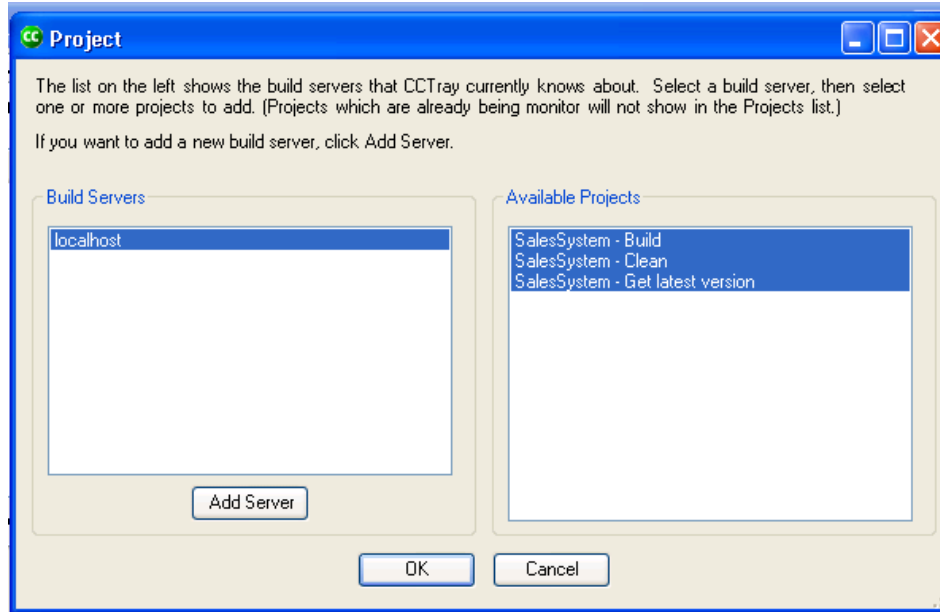 CC Project
The list on the left shows the build servers that CCTray currently knows about. Select a build server, then select
one or more projects to add. (Projects which are already being monitor will not show in the Projects list.)
If you want to add a new build server, click Add Server.
Build Servers
localhost
Add Server
Available Projects
SalesSystem - Build
SalesSystem - Clean
SalesSystem - Get latest version
OK
Cancel